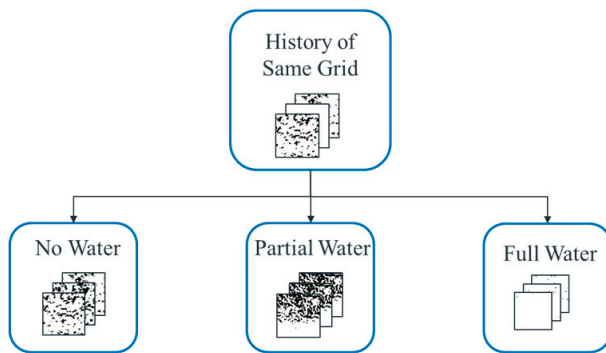 History of
Same Grid
No Water
Partial Water
Full Water